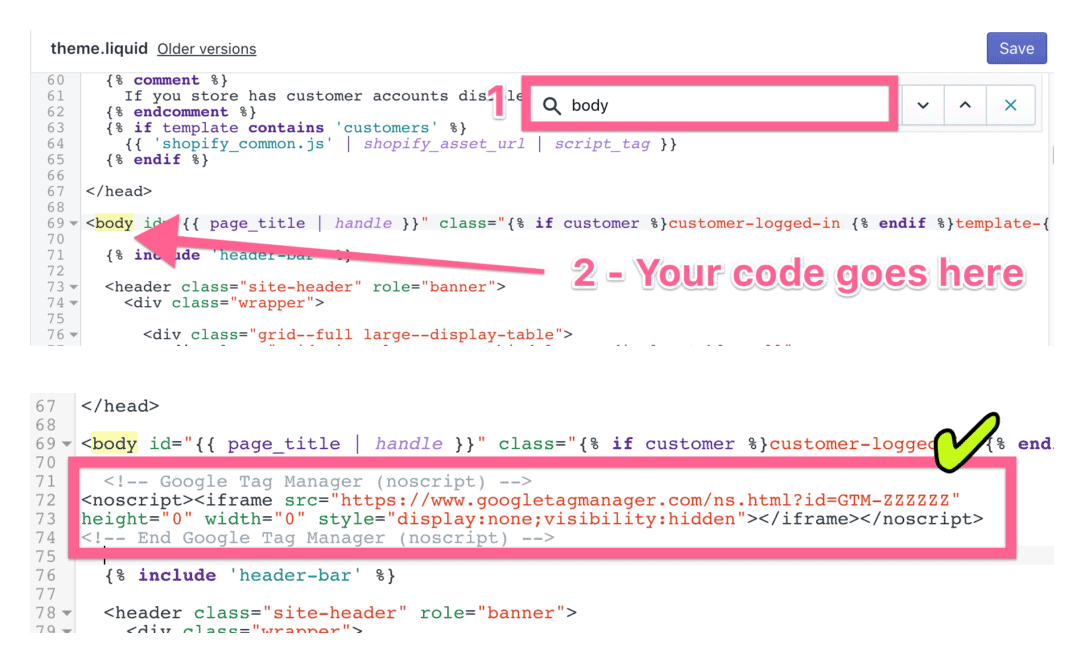 theme.liquid Older versions Save
60 {% comment %}
61 If you store has customer accounts dis le
1 body
62 {% endcomment %}
63 {% if template contains 'customers' %}
64 {{ 'shopify_common.js' | shopify_asset_url | script_tag }}
65 {% endif %}
66
67 </head>
68
69 <body id="{{ page_title | handle }}" class="{% if customer %}customer-logged-in {% endif %}template-{
70
71 {% include 'header-bar' %}
2 - Your code goes here
72
73 <header class="site-header" role="banner">
74 <div class="wrapper">
75
76 <div class="grid--full large--display-table">
67 </head>
68
69 <body id="{{ page_title | handle }}" class="{% if customer %}customer-logge {% end
70
71 <!-- Google Tag Manager (noscript) -->
72 <noscript><iframe src="https://www.googletagmanager.com/ns.html?id=GTM-ZZZZZZ"
73 height="0" width="0" style="display:none;visibility:hidden"></iframe></noscript>
74 <!-- End Google Tag Manager (noscript) -->
75
76 {% include 'header-bar' %}
77
78 <header class="site-header" role="banner">
79 <div class="wrapper">